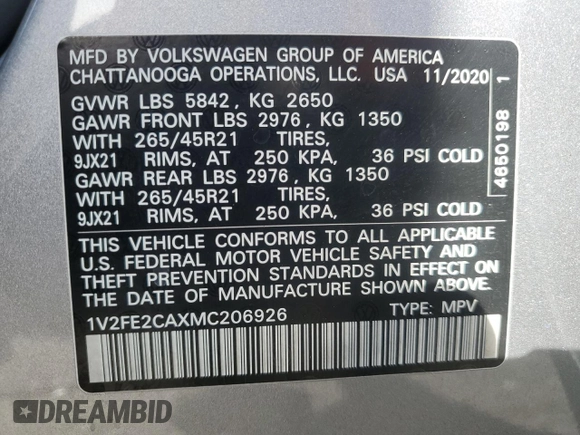 MFD BY VOLKSWAGEN GROUP OF AMERICA
CHATTANOOGA OPERATIONS, LLC. USA 11/2020
GVWR LBS 5842, KG 2650
GAWR FRONT LBS 2976, KG 1350
WITH 265/45R21 TIRES,
9JX21 RIMS, AT 250 KPA, 36 PSI COLD
GAWR REAR LBS 2976, KG 1350
WITH 265/45R21 TIRES,
9JX21 RIMS, AT 250 KPA, 36 PSI COLD
THIS VEHICLE CONFORMS TO ALL APPLICABLE
U.S. FEDERAL MOTOR VEHICLE SAFETY AND
THEFT PREVENTION STANDARDS IN EFFECT ON
THE DATE OF MANUFACTURE SHOWN ABOVE.
1V2FE2CAXMC206926 TYPE: MPV
4650198 1
DREAMBID